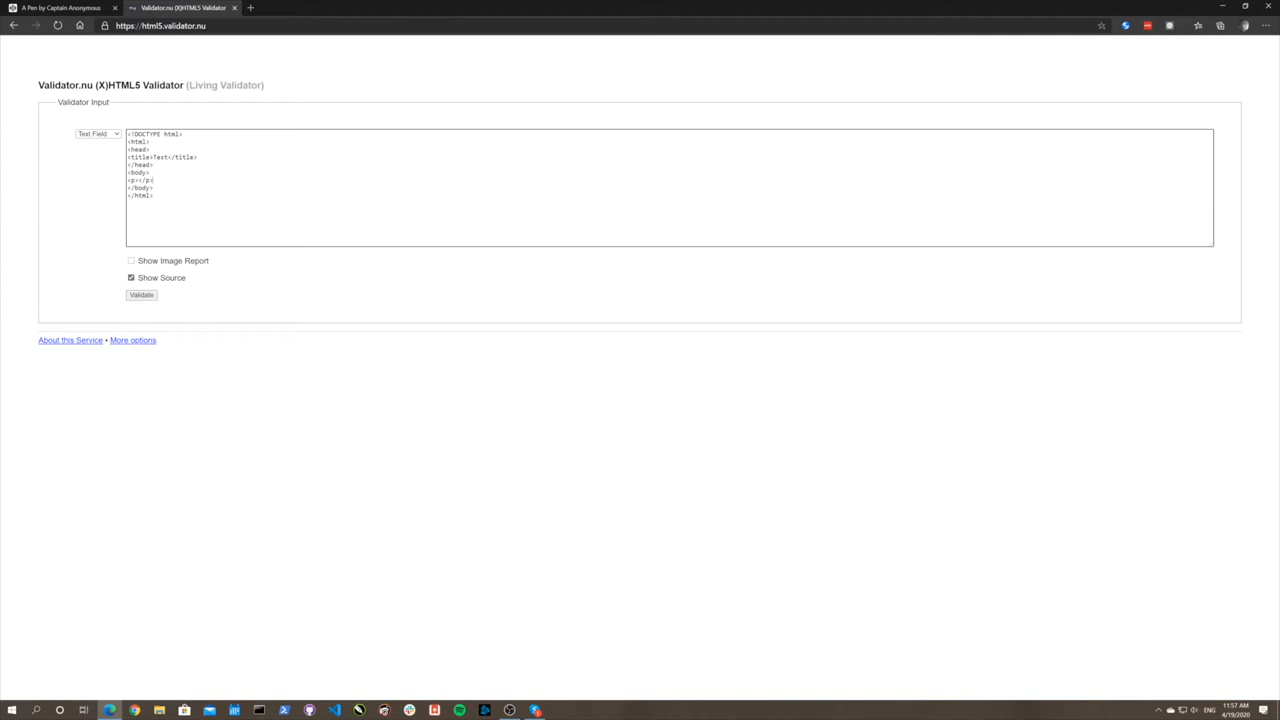 A Pen by Captain Anonymous
Validator.nu (X)HTML5 Validator
https://html5.validator.nu
Validator.nu (X)HTML5 Validator (Living Validator)
Validator Input
Text Field
<!DOCTYPE html>
<html>
<head>
<title>Test</title>
</head>
<body>
<p></p>
</body>
</html>
Show Image Report
Show Source
Validate
About this Service • More options
ENG
11:57 AM
4/19/2020